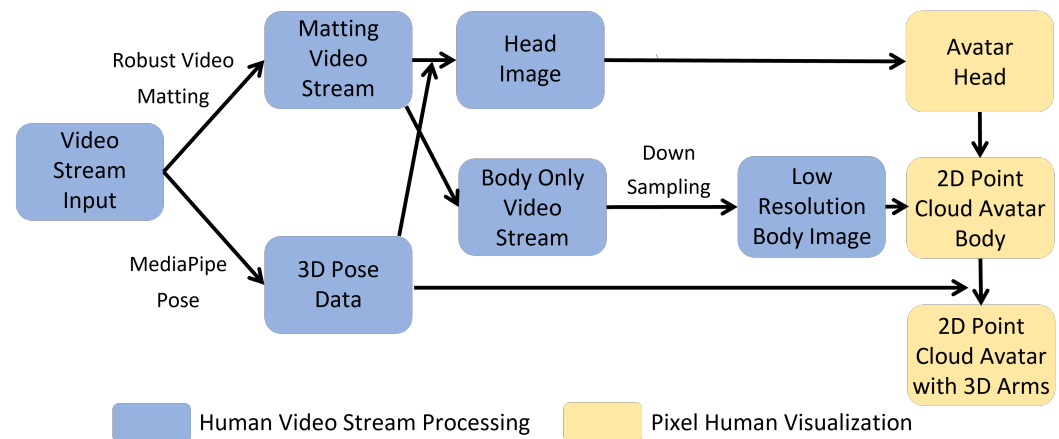 Robust Video
Matting
Matting
Video
Stream
Head
Image
Avatar
Head
Video
Stream
Input
Body Only
Video
Stream
Down
Sampling
Low
Resolution
Body Image
2D Point
Cloud Avatar
Body
MediaPipe
Pose
3D Pose
Data
2D Point
Cloud Avatar
with 3D Arms
Human Video Stream Processing
Pixel Human Visualization